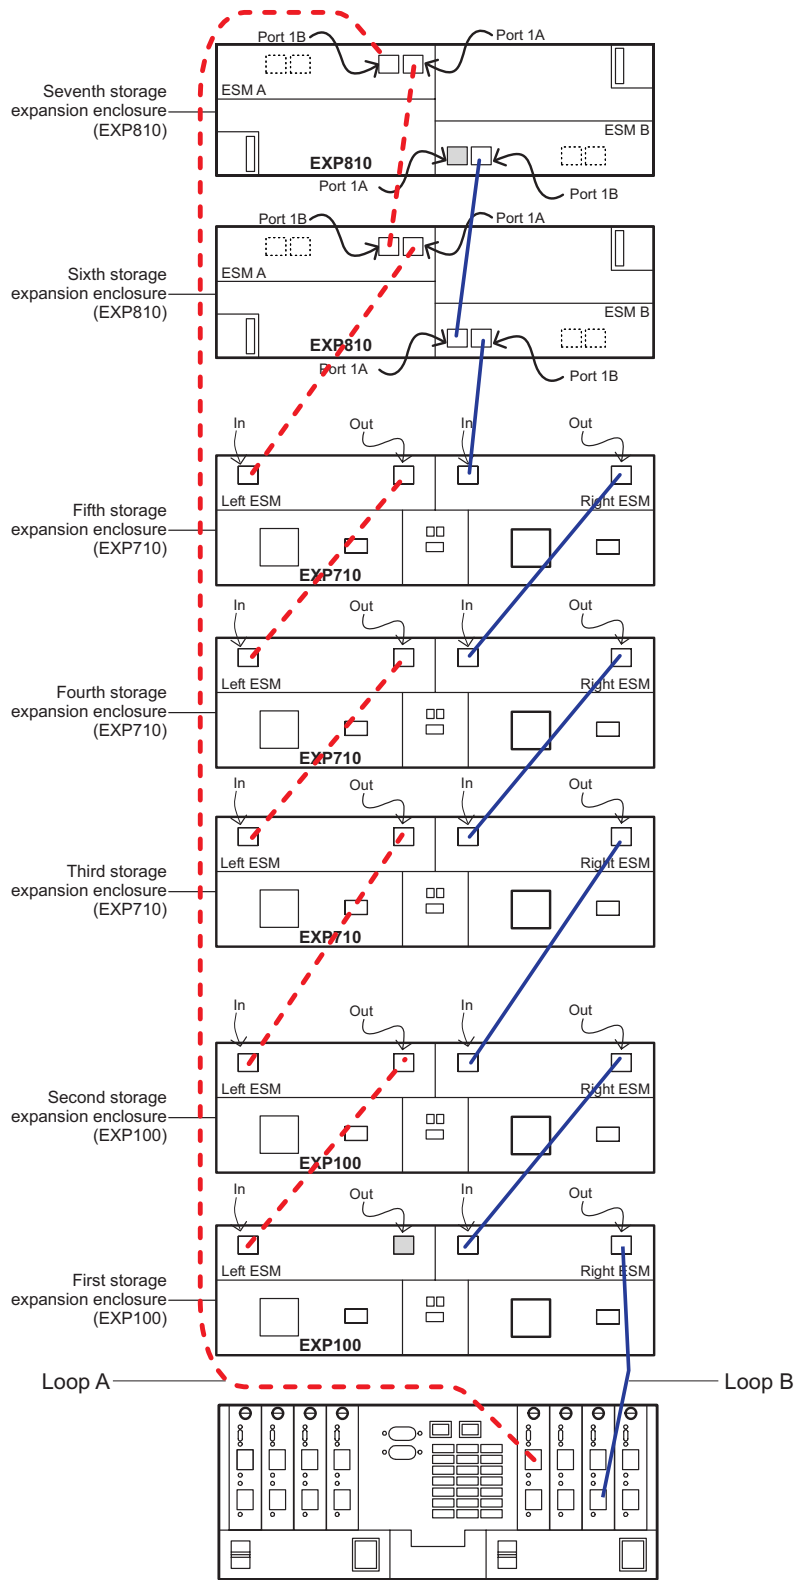 Port 1B
Port 1A
Seventh storage
expansion enclosure
(EXP810)
ESM A
ESM B
EXP810
Port 1A
Port 1B
Port 1B
Port 1A
Sixth storage
expansion enclosure
(EXP810)
ESM A
ESM B
EXP810
Port 1A
Port 1B
In
Out
In
Out
Left ESM
Right ESM
Fifth storage
expansion enclosure
(EXP710)
EXP710
In
Out
In
Out
Left ESM
Right ESM
Fourth storage
expansion enclosure
(EXP710)
EXP710
In
Out
In
Out
Left ESM
Right ESM
Third storage
expansion enclosure
(EXP710)
EXP710
In
Out
In
Out
Left ESM
Right ESM
Second storage
expansion enclosure
(EXP100)
EXP100
In
Out
In
Out
Left ESM
Right ESM
First storage
expansion enclosure
(EXP100)
EXP100
Loop A
Loop B